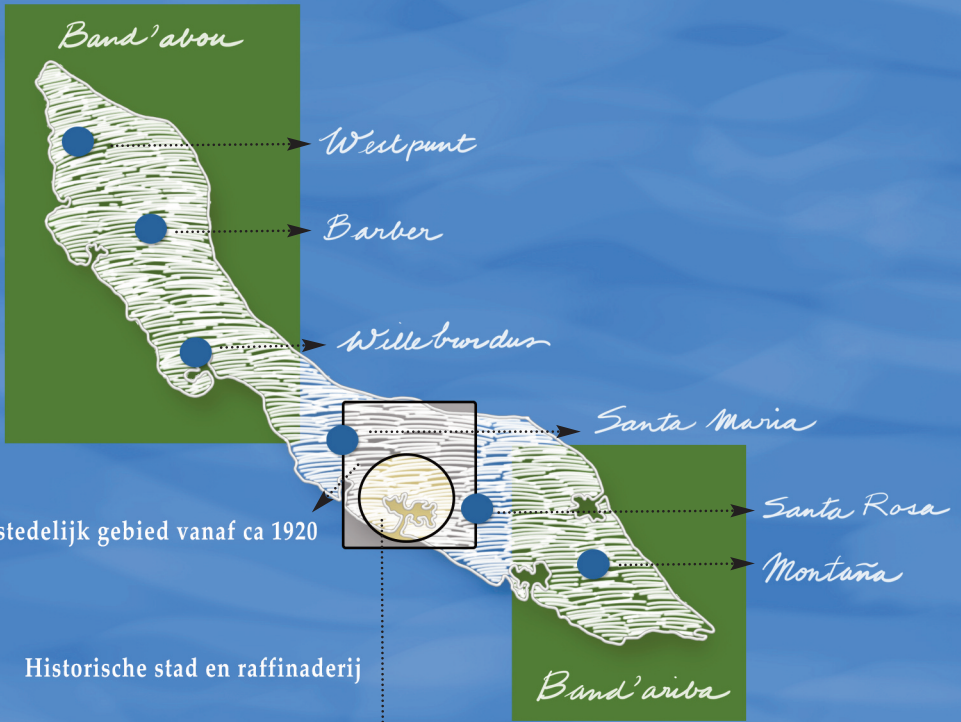 Band'abou
Westpunt
Barber
Willebrordus
Santa Maria
stedelijk gebied vanaf ca 1920
Santa Rosa
Montaña
Historische stad en raffinaderij
Band'ariba